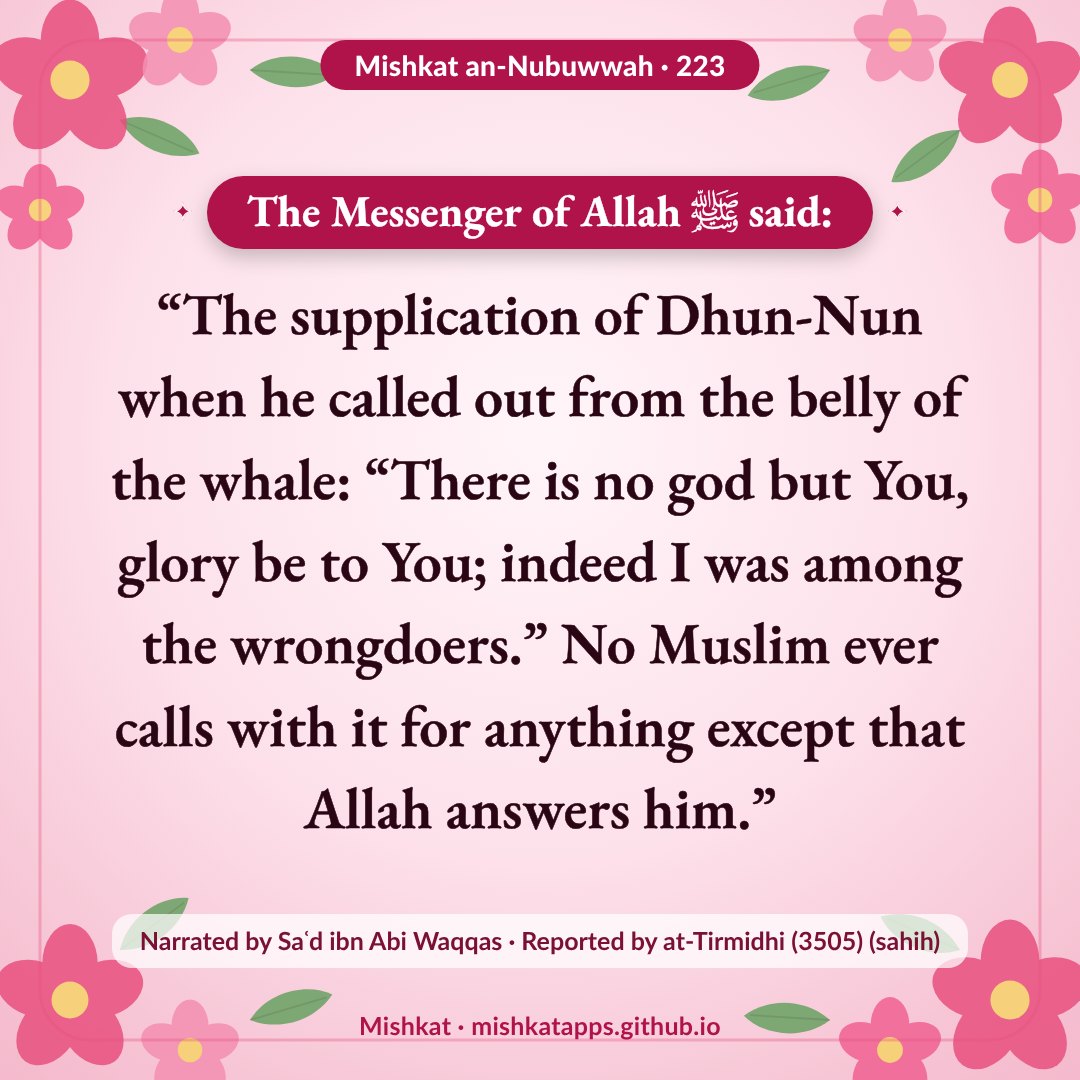 Mishkat an-Nubuwwah · 223
The Messenger of Allah ﷺ said:
“The supplication of Dhun-Nun
when he called out from the belly of
the whale: “There is no god but You,
glory be to You; indeed I was among
the wrongdoers.” No Muslim ever
calls with it for anything except that
Allah answers him.”
Narrated by Saʿd ibn Abi Waqqas · Reported by at-Tirmidhi (3505) (sahih)
Mishkat · mishkatapps.github.io